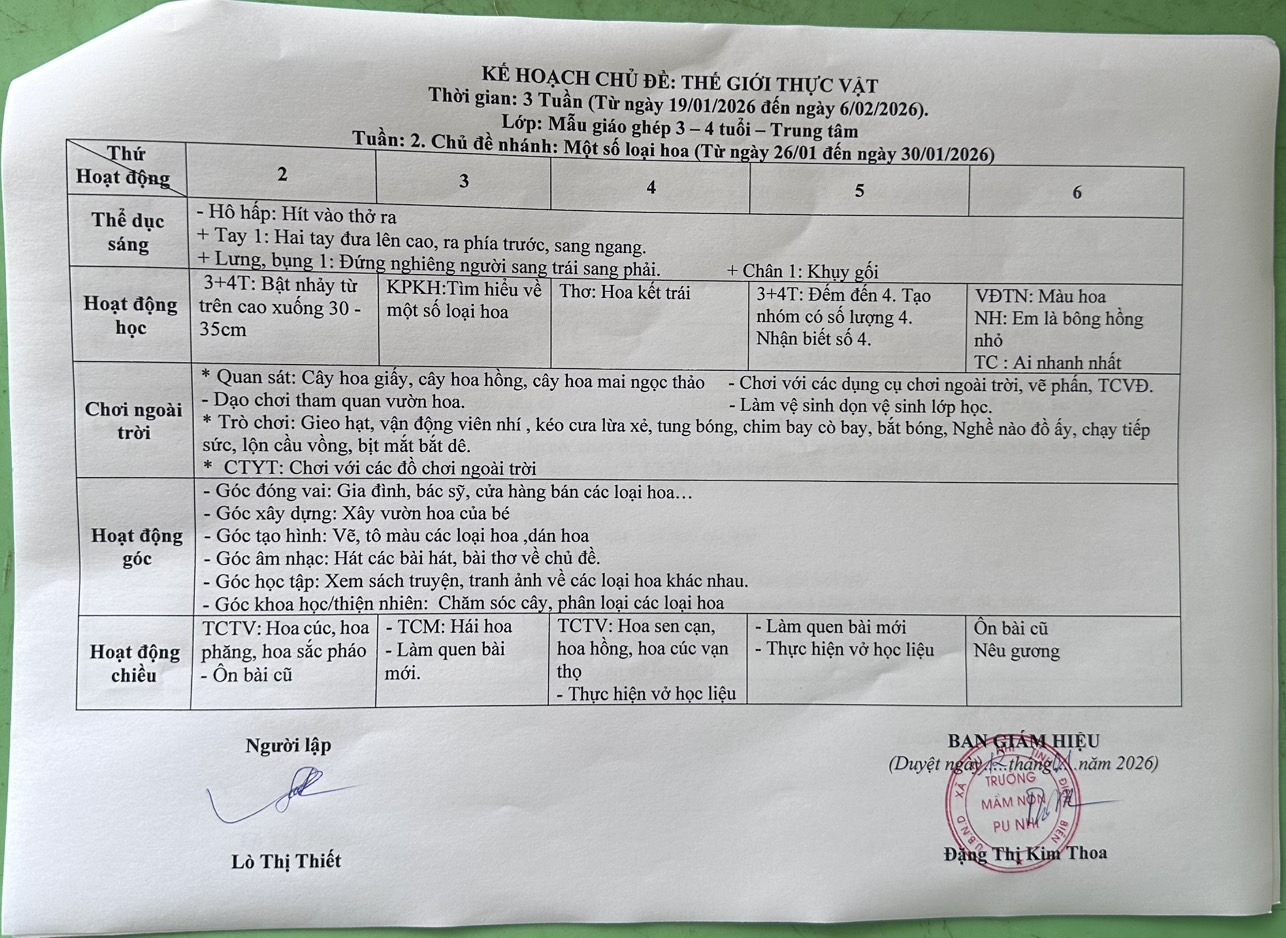 KẾ HOẠCH CHỦ ĐỀ: THẾ GIỚI THỰC VẬT
Thời gian: 3 Tuần (Từ ngày 19/01/2026 đến ngày 6/02/2026).
Lớp: Mẫu giáo ghép 3 – 4 tuổi – Trung tâm
Tuần: 2. Chủ đề nhánh: Một số loại hoa (Từ ngày 26/01 đến ngày 30/01/2026)
Thứ
Hoạt động
2
3
4
5
6
Thể dục
sáng
- Hô hấp: Hít vào thở ra
+ Tay 1: Hai tay đưa lên cao, ra phía trước, sang ngang.
+ Lưng, bụng 1: Đứng nghiêng người sang trái sang phải. + Chân 1: Khụy gối
Hoạt động
học
3+4T: Bật nhảy từ
trên cao xuống 30 -
35cm
KPKH:Tìm hiểu về
một số loại hoa
Thơ: Hoa kết trái
3+4T: Đếm đến 4. Tạo
nhóm có số lượng 4.
Nhận biết số 4.
VĐTN: Màu hoa
NH: Em là bông hồng
nhỏ
TC : Ai nhanh nhất
Chơi ngoài
trời
* Quan sát: Cây hoa giấy, cây hoa hồng, cây hoa mai ngọc thảo - Chơi với các dụng cụ chơi ngoài trời, vẽ phấn, TCVĐ.
- Dạo chơi tham quan vườn hoa. - Làm vệ sinh dọn vệ sinh lớp học.
* Trò chơi: Gieo hạt, vận động viên nhí , kéo cưa lừa xẻ, tung bóng, chim bay cò bay, bắt bóng, Nghề nào đồ ấy, chạy tiếp
sức, lộn cầu vồng, bịt mắt bắt dê.
* CTYT: Chơi với các đồ chơi ngoài trời
Hoạt động
góc
- Góc đóng vai: Gia đình, bác sỹ, cửa hàng bán các loại hoa…
- Góc xây dựng: Xây vườn hoa của bé
- Góc tạo hình: Vẽ, tô màu các loại hoa ,dán hoa
- Góc âm nhạc: Hát các bài hát, bài thơ về chủ đề.
- Góc học tập: Xem sách truyện, tranh ảnh về các loại hoa khác nhau.
- Góc khoa học/thiện nhiên: Chăm sóc cây, phân loại các loại hoa
Hoạt động
chiều
TCTV: Hoa cúc, hoa
phăng, hoa sắc pháo
- Ôn bài cũ
- TCM: Hái hoa
- Làm quen bài
mới.
TCTV: Hoa sen cạn,
hoa hồng, hoa cúc vạn
thọ
- Thực hiện vở học liệu
- Làm quen bài mới
- Thực hiện vở học liệu
Ôn bài cũ
Nêu gương
Người lập
Lò Thị Thiết
BAN GIÁM HIỆU
(Duyệt ngày tháng năm 2026)
TRƯỜNG
MẦM NON
PU NHI
Đặng Thị Kim Thoa